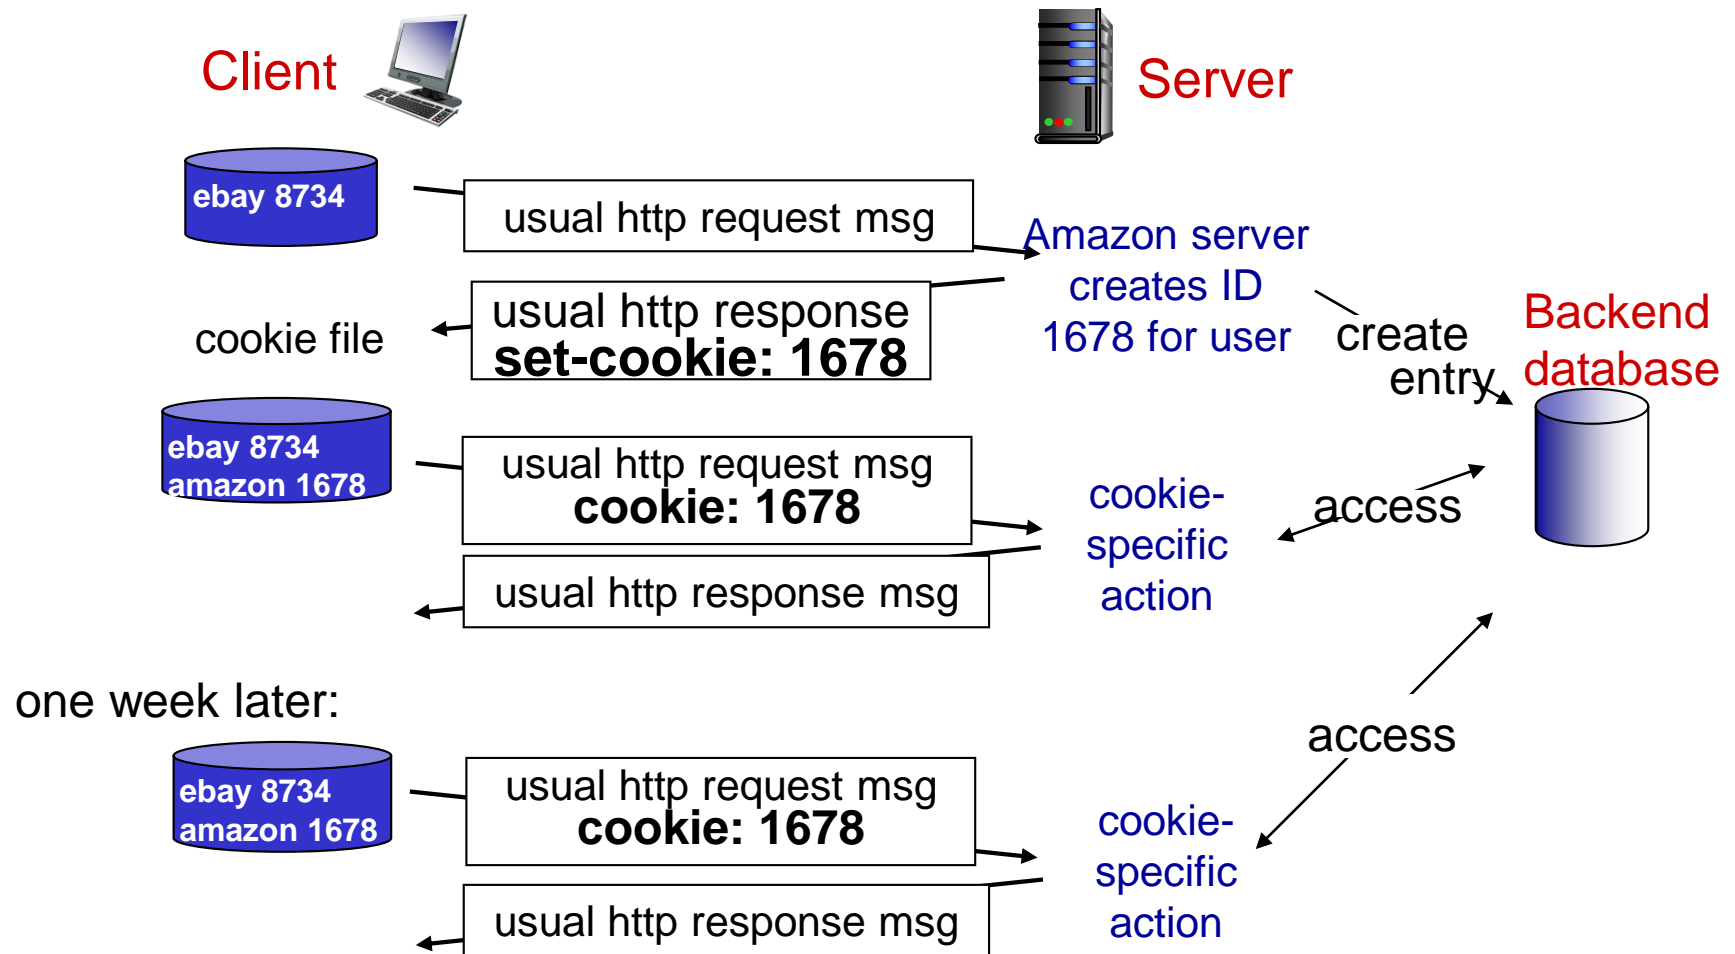 Client
Server
ebay 8734
usual http request msg
Amazon server
creates ID
1678 for user
usual http response
set-cookie: 1678
cookie file
create
entry
Backend
database
ebay 8734
amazon 1678
usual http request msg
cookie: 1678
cookie-
specific
action
access
usual http response msg
one week later:
access
ebay 8734
amazon 1678
usual http request msg
cookie: 1678
cookie-
specific
action
usual http response msg